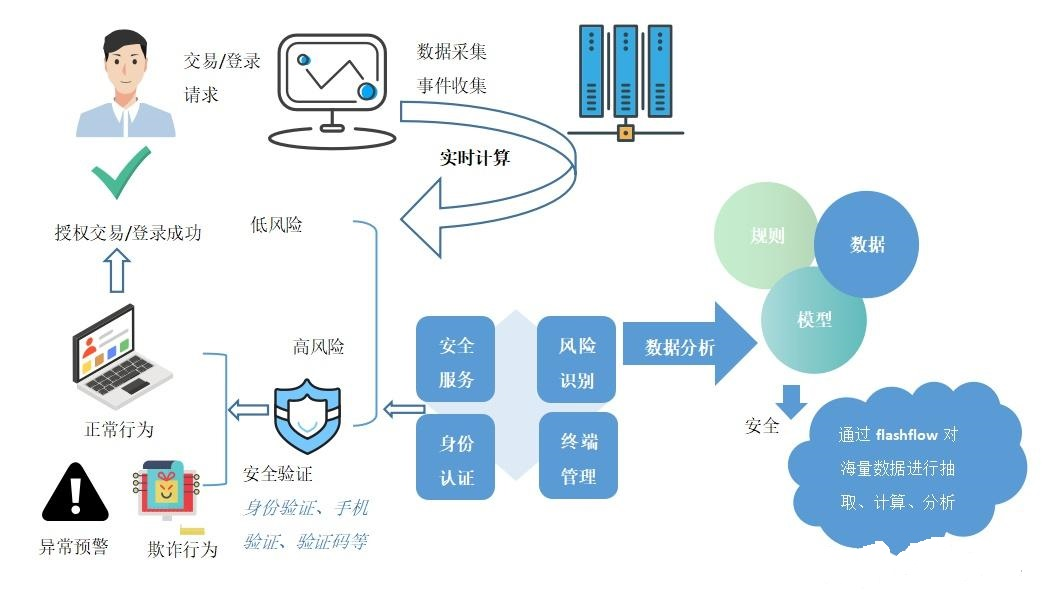 交易/登录
请求
数据采集
事件收集
实时计算
授权交易/登录成功
低风险
规则
数据
模型
高风险
安全
服务
风险
识别
身份
认证
终端
管理
数据分析
安全
通过 flashflow 对
海量数据进行抽
取、计算、分析
正常行为
安全验证
身份验证、手机
验证、验证码等
异常预警
欺诈行为